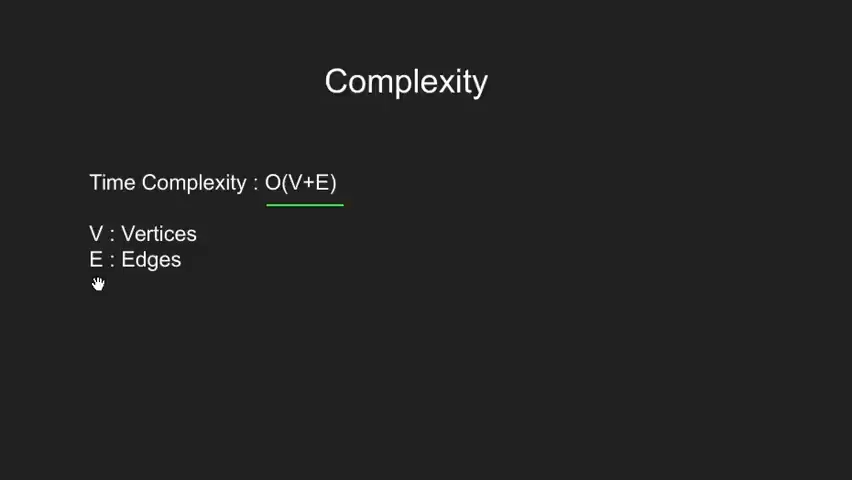 Complexity
Time Complexity : O(V+E)
V : Vertices
E : Edges